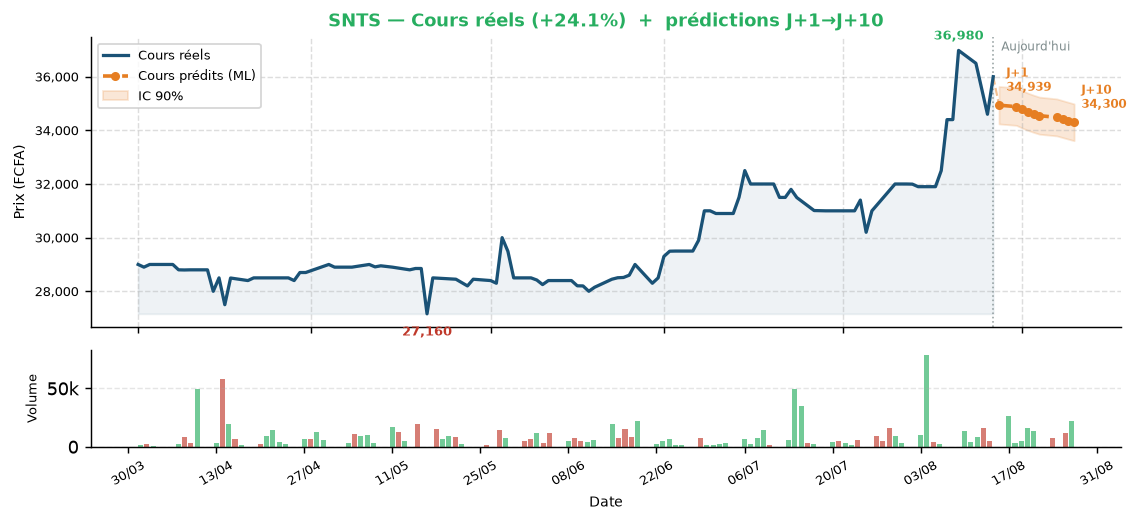 SNTS — Cours réels (+24.1%)  +  prédictions J+1→J+10
Cours réels
Cours prédits (ML)
IC 90%
36,980
Aujourd'hui
J+1
34,939
J+10
34,300
27,160
Prix (FCFA)
36,000
34,000
32,000
30,000
28,000
Volume
50k
0
30/03
13/04
27/04
11/05
25/05
08/06
22/06
06/07
20/07
03/08
17/08
31/08
Date